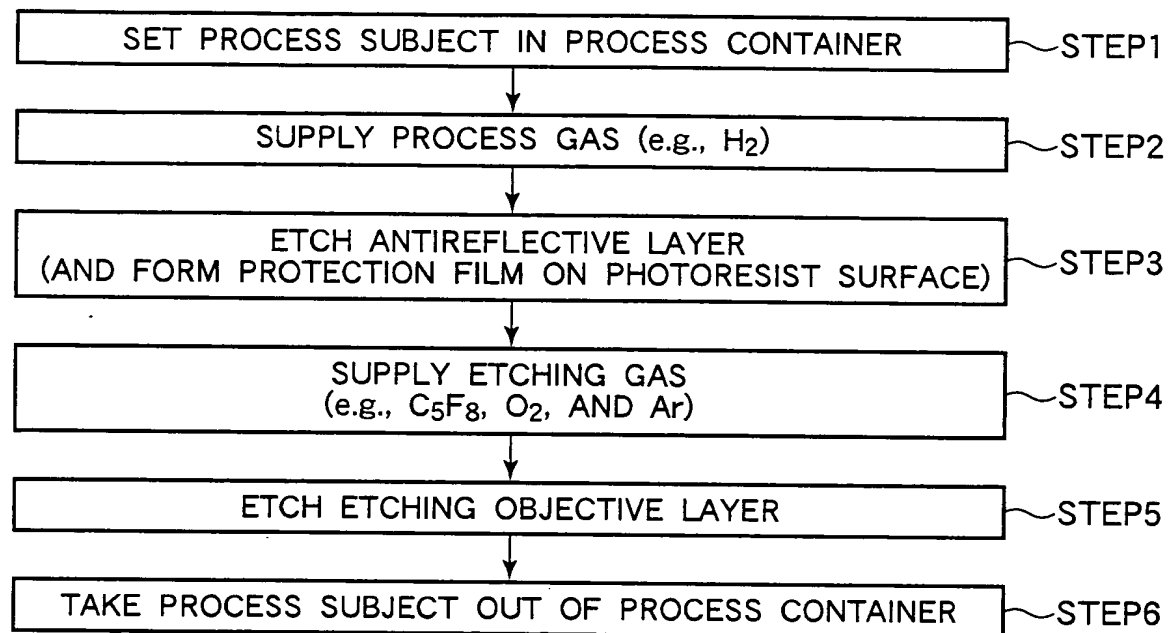 SET PROCESS SUBJECT IN PROCESS CONTAINER STEP1
SUPPLY PROCESS GAS (e.g., H₂) STEP2
ETCH ANTIREFLECTIVE LAYER
(AND FORM PROTECTION FILM ON PHOTORESIST SURFACE) STEP3
SUPPLY ETCHING GAS
(e.g., C₅F₈, O₂, AND Ar) STEP4
ETCH ETCHING OBJECTIVE LAYER STEP5
TAKE PROCESS SUBJECT OUT OF PROCESS CONTAINER STEP6